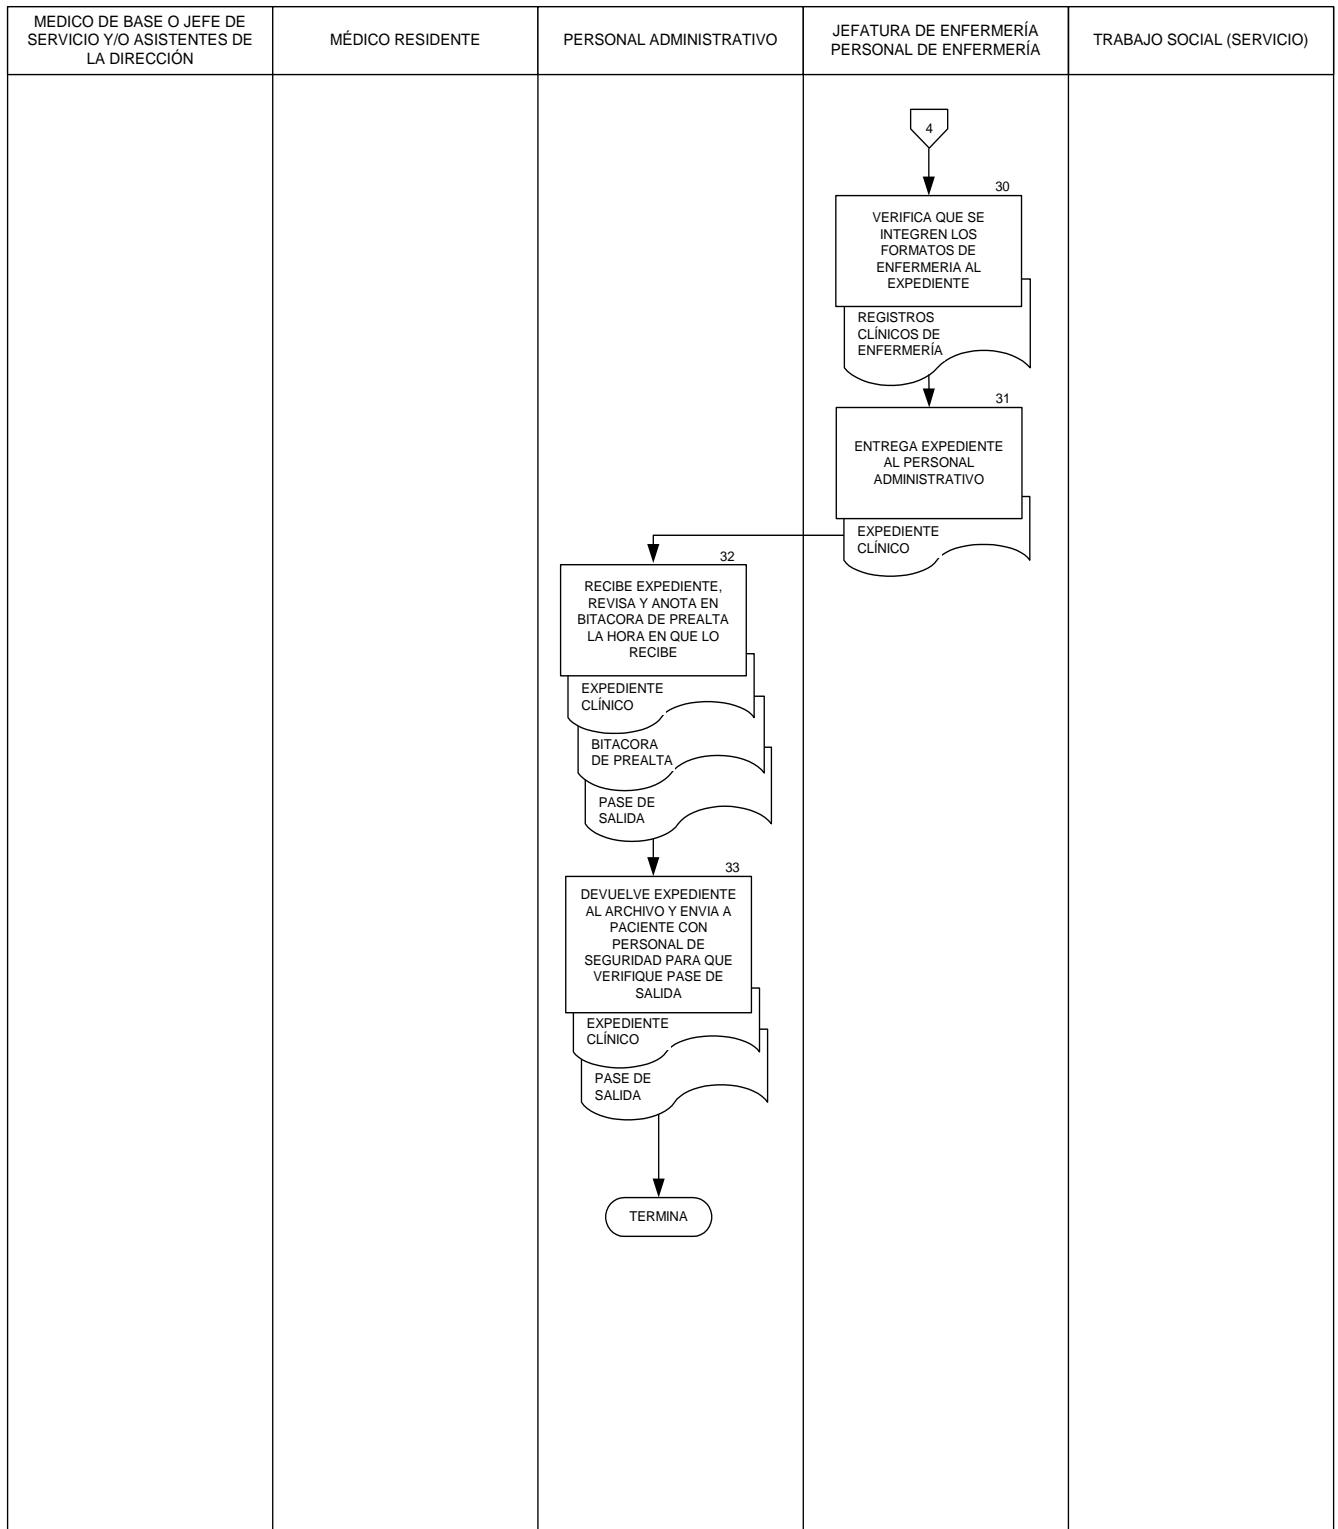 MEDICO DE BASE O JEFE DE
SERVICIO Y/O ASISTENTES DE
LA DIRECCIÓN
MÉDICO RESIDENTE
PERSONAL ADMINISTRATIVO
JEFATURA DE ENFERMERÍA
PERSONAL DE ENFERMERÍA
TRABAJO SOCIAL (SERVICIO)
4
30
VERIFICA QUE SE
INTEGREN LOS
FORMATOS DE
ENFERMERIA AL
EXPEDIENTE
REGISTROS
CLÍNICOS DE
ENFERMERÍA
31
ENTREGA EXPEDIENTE
AL PERSONAL
ADMINISTRATIVO
EXPEDIENTE
CLÍNICO
32
RECIBE EXPEDIENTE,
REVISA Y ANOTA EN
BITACORA DE PREALTA
LA HORA EN QUE LO
RECIBE
EXPEDIENTE
CLÍNICO
BITACORA
DE PREALTA
PASE DE
SALIDA
33
DEVUELVE EXPEDIENTE
AL ARCHIVO Y ENVIA A
PACIENTE CON
PERSONAL DE
SEGURIDAD PARA QUE
VERIFIQUE PASE DE
SALIDA
EXPEDIENTE
CLÍNICO
PASE DE
SALIDA
TERMINA